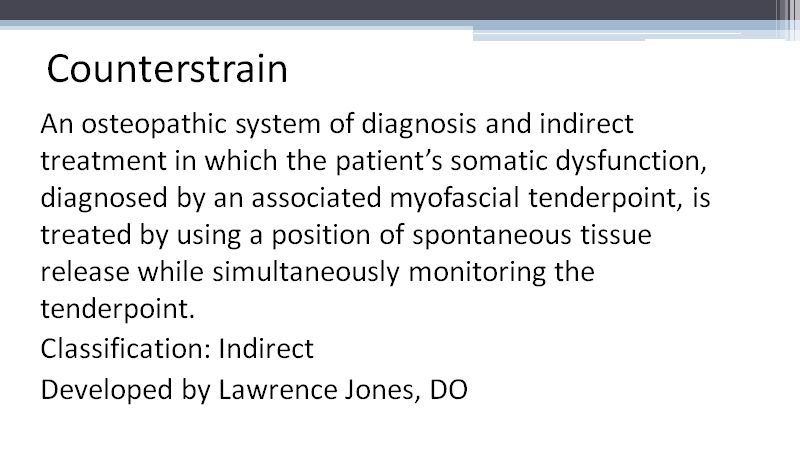 Counterstrain
An osteopathic system of diagnosis and indirect
treatment in which the patient’s somatic dysfunction,
diagnosed by an associated myofascial tenderpoint, is
treated by using a position of spontaneous tissue
release while simultaneously monitoring the
tenderpoint.
Classification: Indirect
Developed by Lawrence Jones, DO